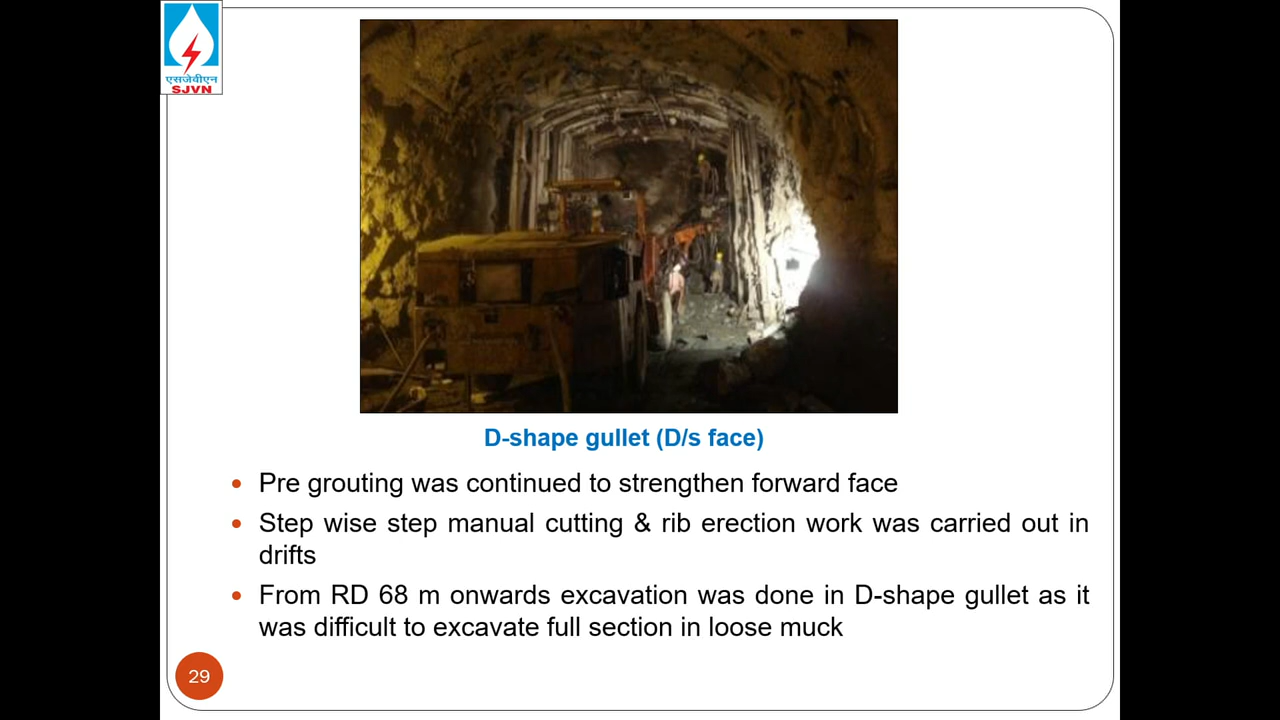 एसजेवीएन
SJVN
D-shape gullet (D/s face)
Pre grouting was continued to strengthen forward face
Step wise step manual cutting & rib erection work was carried out in
drifts
From RD 68 m onwards excavation was done in D-shape gullet as it
was difficult to excavate full section in loose muck
29